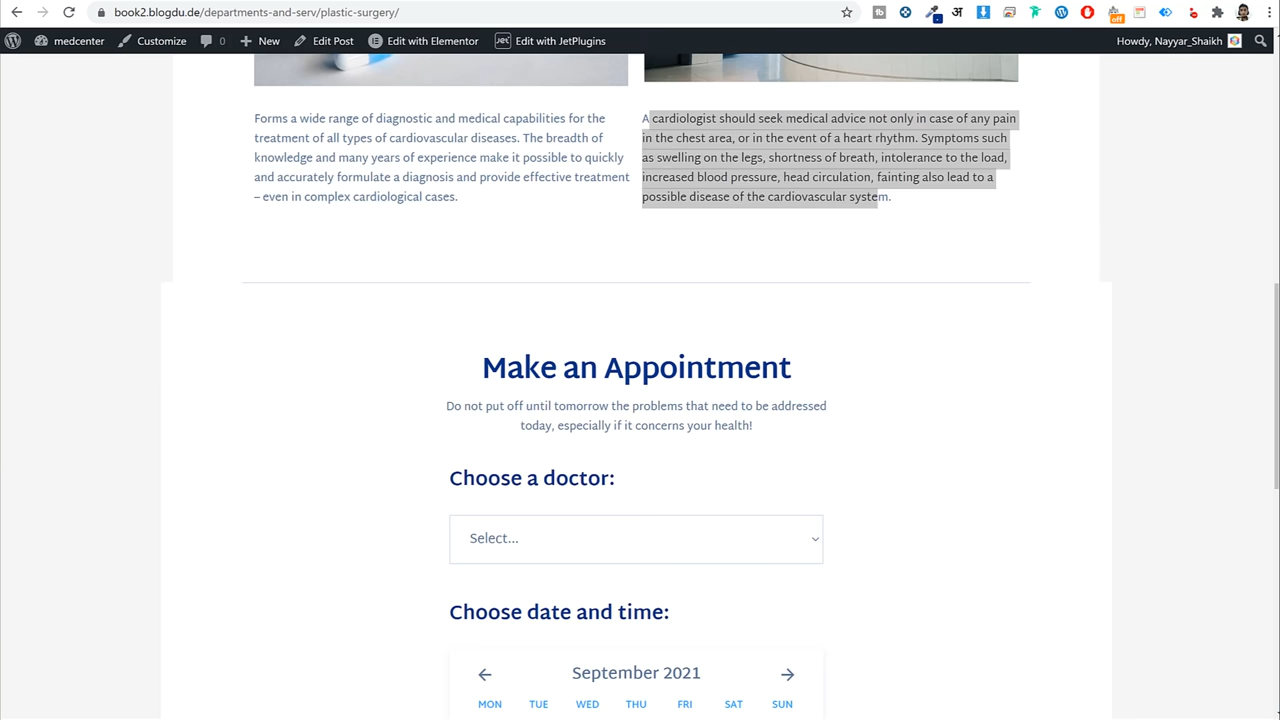 book2.blogdu.de/departments-and-serv/plastic-surgery/
medcenter Customize 0 New Edit Post Edit with Elementor Edit with JetPlugins Howdy, Nayyar_Shaikh
Forms a wide range of diagnostic and medical capabilities for the
treatment of all types of cardiovascular diseases. The breadth of
knowledge and many years of experience make it possible to quickly
and accurately formulate a diagnosis and provide effective treatment
– even in complex cardiological cases.
A cardiologist should seek medical advice not only in case of any pain
in the chest area, or in the event of a heart rhythm. Symptoms such
as swelling on the legs, shortness of breath, intolerance to the load,
increased blood pressure, head circulation, fainting also lead to a
possible disease of the cardiovascular system.
Make an Appointment
Do not put off until tomorrow the problems that need to be addressed
today, especially if it concerns your health!
Choose a doctor:
Select...
Choose date and time:
September 2021
MON TUE WED THU FRI SAT SUN